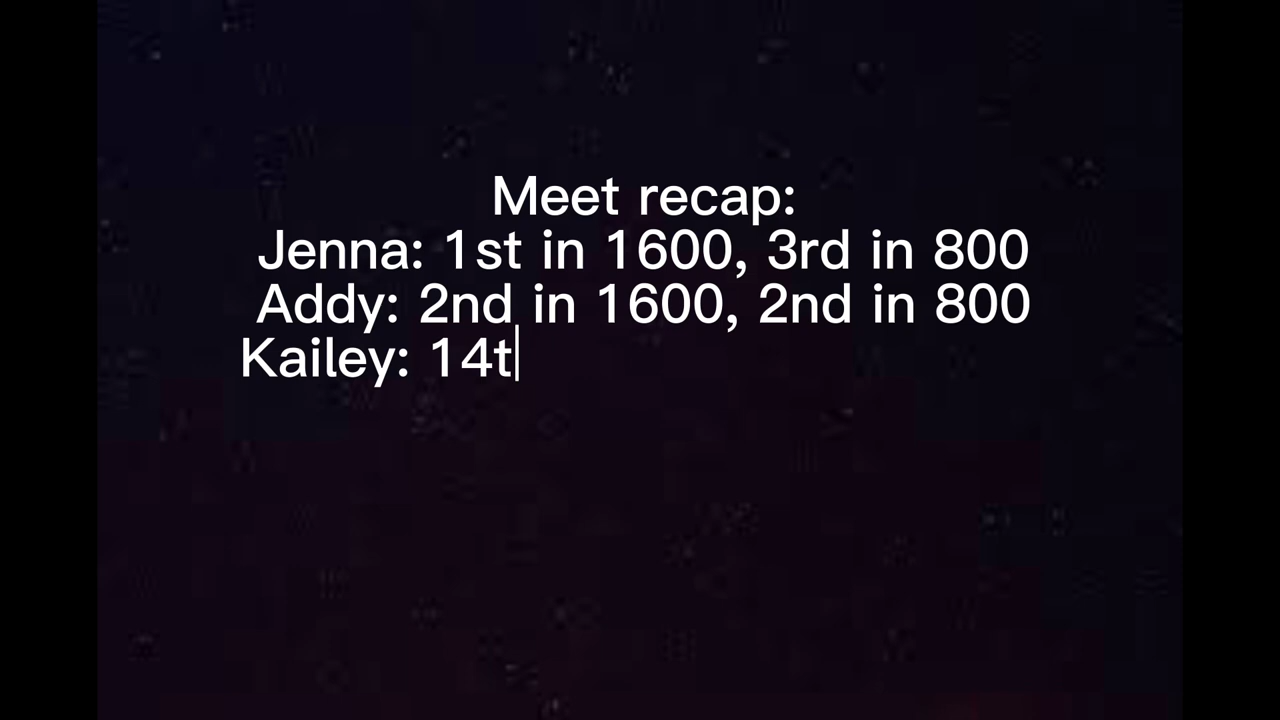 Meet recap:
Jenna: 1st in 1600, 3rd in 800
Addy: 2nd in 1600, 2nd in 800
Kailey: 14t